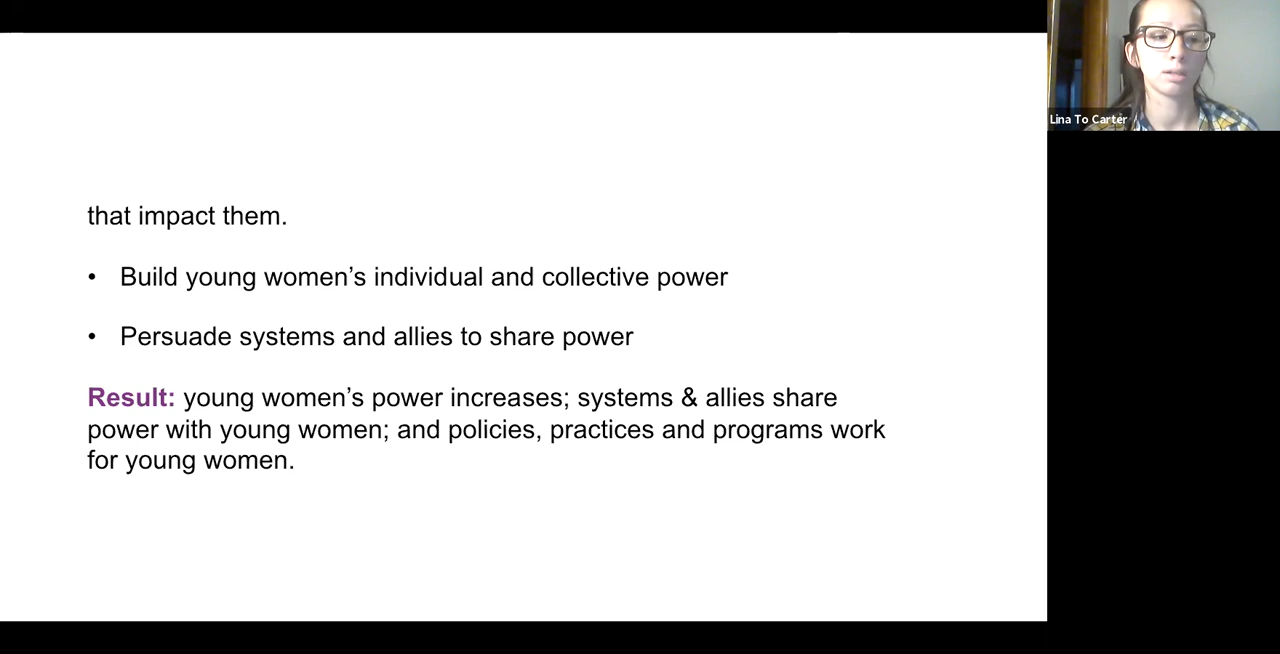 Lina To Carter
that impact them.
• Build young women’s individual and collective power
• Persuade systems and allies to share power
Result: young women’s power increases; systems & allies share
power with young women; and policies, practices and programs work
for young women.